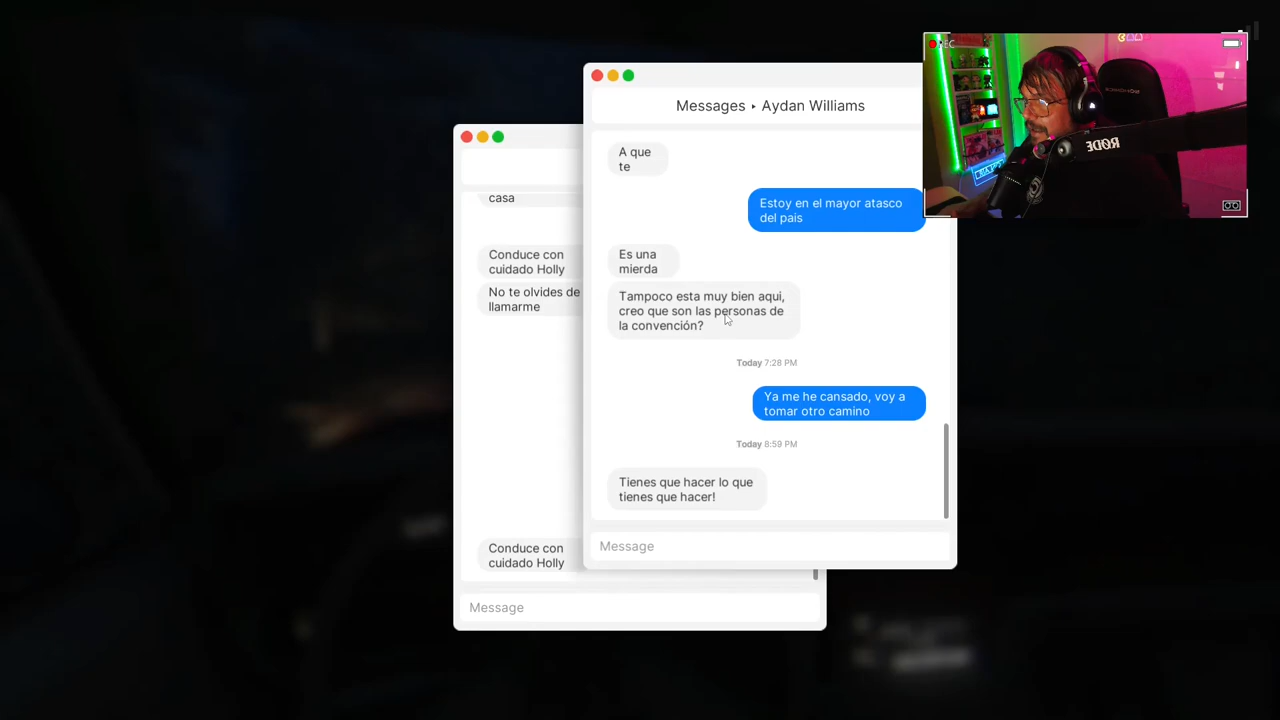 REC
Messages ▸ Aydan Williams
A que
te
Estoy en el mayor atasco
del pais
Es una
mierda
Tampoco esta muy bien aqui,
creo que son las personas de
la convención?
Today 7:28 PM
Ya me he cansado, voy a
tomar otro camino
Today 8:59 PM
Tienes que hacer lo que
tienes que hacer!
Message
casa
Conduce con
cuidado Holly
No te olvides de
llamarme
Conduce con
cuidado Holly
Message
RØDE